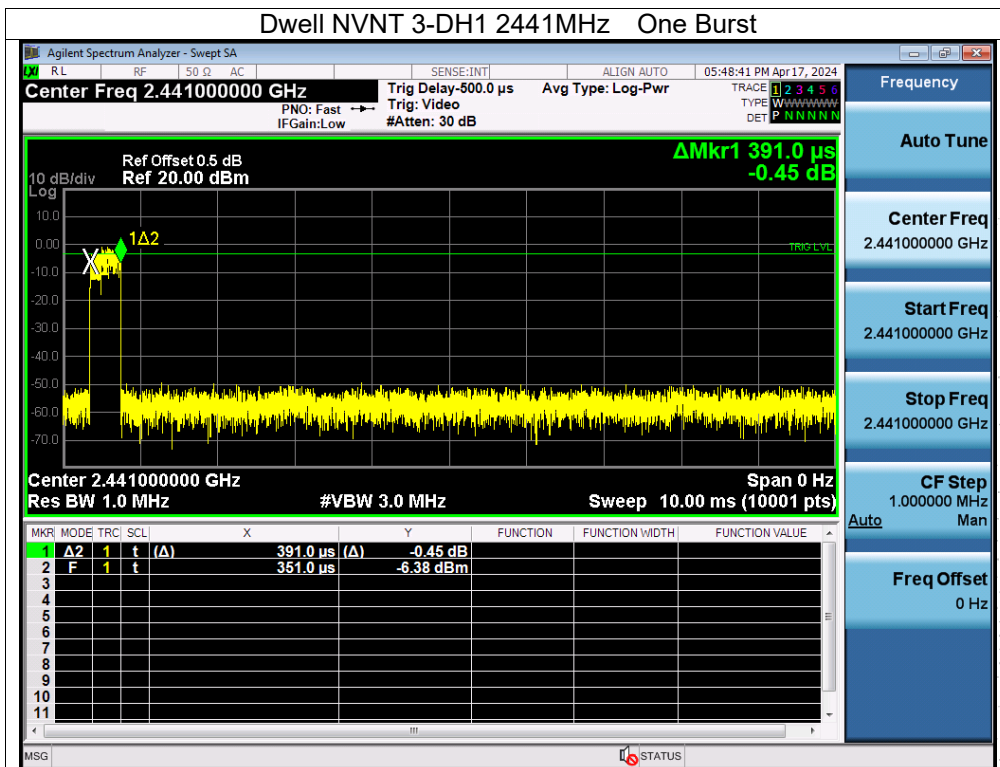 Dwell NVNT 3-DH1 2441MHz One Burst
Agilent Spectrum Analyzer - Swept SA
LXI RL RF 50 Ω AC SENSE:INT ALIGN AUTO 05:48:41 PM Apr 17, 2024
Center Freq 2.441000000 GHz
PNO: Fast
IFGain:Low
Trig Delay-500.0 µs
Trig: Video
#Atten: 30 dB
Avg Type: Log-Pwr
TRACE 1 2 3 4 5 6
TYPE WWWWWW
DET P N N N N N
Ref Offset 0.5 dB
10 dB/div Ref 20.00 dBm
Log
ΔMkr1 391.0 µs
-0.45 dB
10.0
0.00
-10.0
-20.0
-30.0
-40.0
-50.0
-60.0
-70.0
X
1Δ2
TRIG LVL
Center 2.441000000 GHz Span 0 Hz
Res BW 1.0 MHz #VBW 3.0 MHz Sweep 10.00 ms (10001 pts)
MKR MODE TRC SCL X Y FUNCTION FUNCTION WIDTH FUNCTION VALUE
1 Δ2 1 t (Δ) 391.0 µs (Δ) -0.45 dB
2 F 1 t 351.0 µs -6.38 dBm
3
4
5
6
7
8
9
10
11
MSG STATUS
Frequency
Auto Tune
Center Freq
2.441000000 GHz
Start Freq
2.441000000 GHz
Stop Freq
2.441000000 GHz
CF Step
1.000000 MHz
Auto Man
Freq Offset
0 Hz